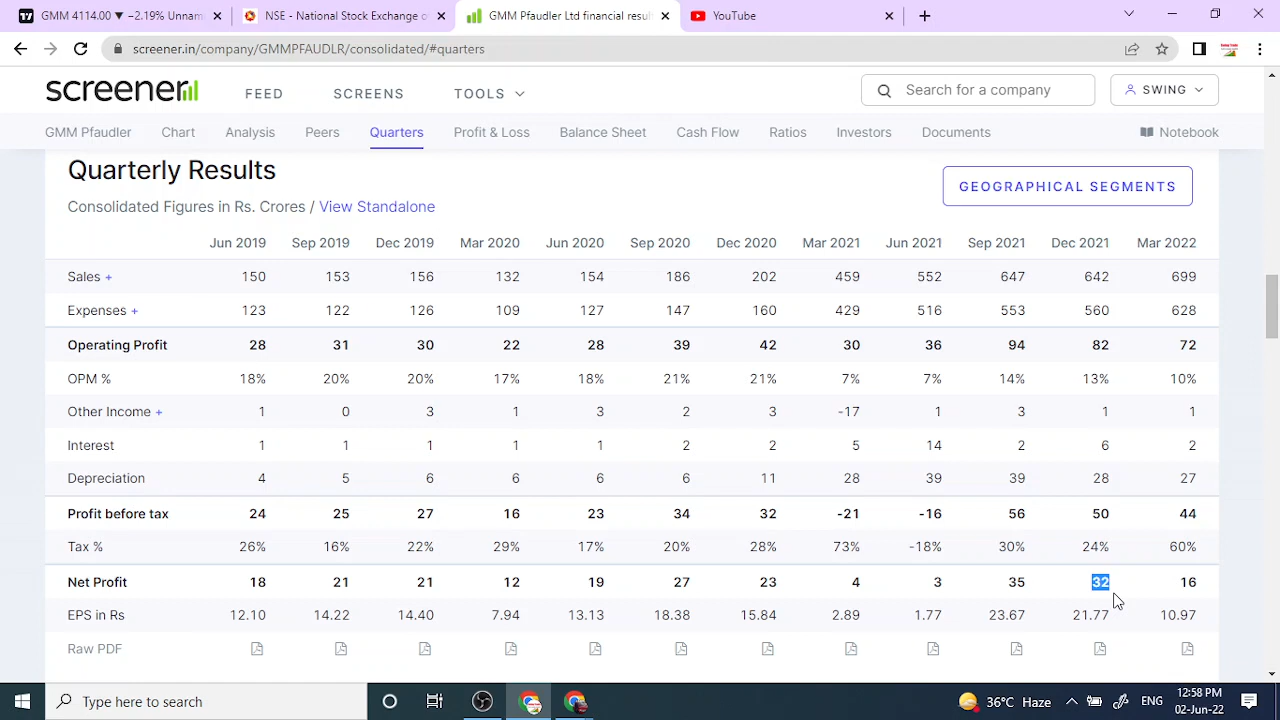 GMM 4114.00 ▼ −2.19% Unnam
NSE - National Stock Exchange o
GMM Pfaudler Ltd financial resul
YouTube
screener.in/company/GMMPFAUDLR/consolidated/#quarters
screener
FEED SCREENS TOOLS
Search for a company
SWING
GMM Pfaudler Chart Analysis Peers Quarters Profit & Loss Balance Sheet Cash Flow Ratios Investors Documents Notebook
Quarterly Results
GEOGRAPHICAL SEGMENTS
Consolidated Figures in Rs. Crores / View Standalone
Jun 2019 Sep 2019 Dec 2019 Mar 2020 Jun 2020 Sep 2020 Dec 2020 Mar 2021 Jun 2021 Sep 2021 Dec 2021 Mar 2022
Sales + 150 153 156 132 154 186 202 459 552 647 642 699
Expenses + 123 122 126 109 127 147 160 429 516 553 560 628
Operating Profit 28 31 30 22 28 39 42 30 36 94 82 72
OPM % 18% 20% 20% 17% 18% 21% 21% 7% 7% 14% 13% 10%
Other Income + 1 0 3 1 3 2 3 -17 1 3 1 1
Interest 1 1 1 1 1 2 2 5 14 2 6 2
Depreciation 4 5 6 6 6 6 11 28 39 39 28 27
Profit before tax 24 25 27 16 23 34 32 -21 -16 56 50 44
Tax % 26% 16% 22% 29% 17% 20% 28% 73% -18% 30% 24% 60%
Net Profit 18 21 21 12 19 27 23 4 3 35 32 16
EPS in Rs 12.10 14.22 14.40 7.94 13.13 18.38 15.84 2.89 1.77 23.67 21.77 10.97
Raw PDF
Type here to search
36°C Haze
ENG
12:58 PM
02-Jun-22